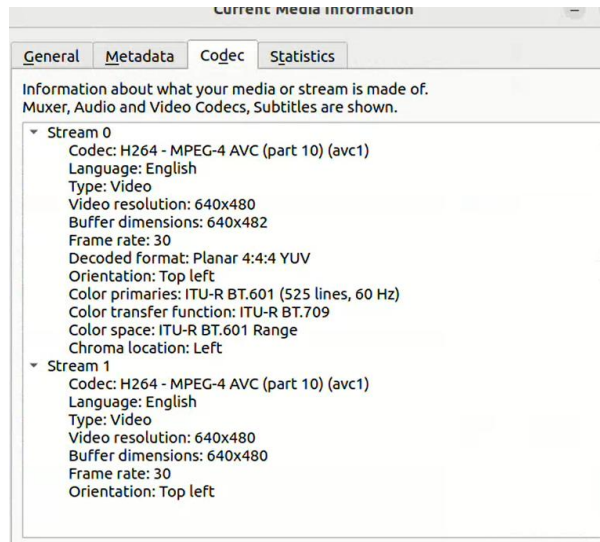 Current Media Information
General Metadata Codec Statistics
Information about what your media or stream is made of.
Muxer, Audio and Video Codecs, Subtitles are shown.
Stream 0
Codec: H264 - MPEG-4 AVC (part 10) (avc1)
Language: English
Type: Video
Video resolution: 640x480
Buffer dimensions: 640x482
Frame rate: 30
Decoded format: Planar 4:4:4 YUV
Orientation: Top left
Color primaries: ITU-R BT.601 (525 lines, 60 Hz)
Color transfer function: ITU-R BT.709
Color space: ITU-R BT.601 Range
Chroma location: Left
Stream 1
Codec: H264 - MPEG-4 AVC (part 10) (avc1)
Language: English
Type: Video
Video resolution: 640x480
Buffer dimensions: 640x480
Frame rate: 30
Orientation: Top left